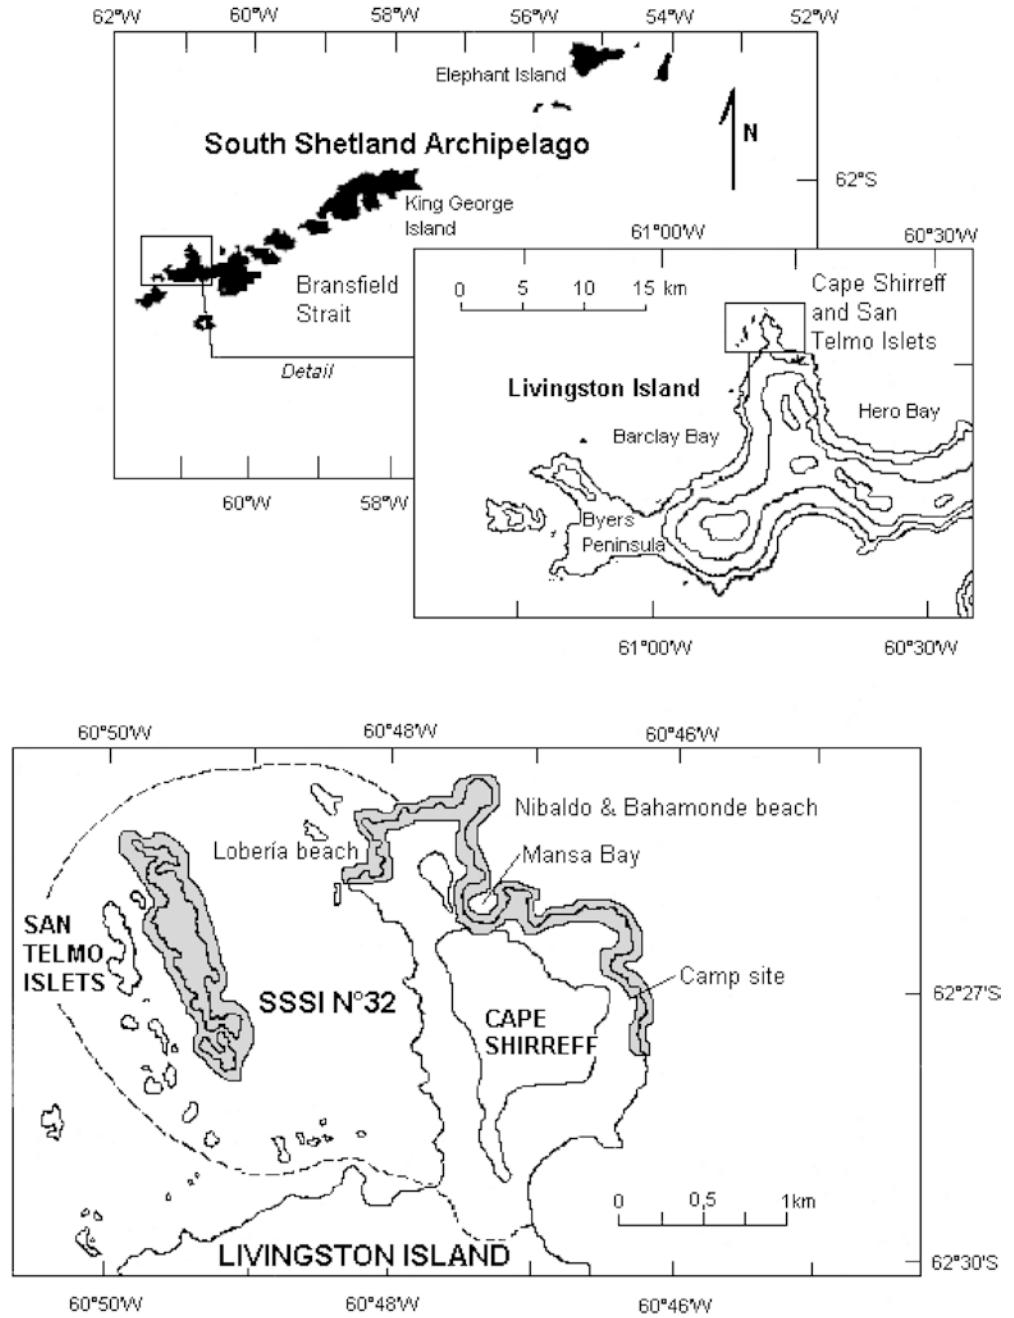 62°W 60°W 58°W 56°W 54°W 52°W
Elephant Island
South Shetland Archipelago
N
62°S
King George
Island
61°00'W 60°30'W
Bransfield
Strait
Detail
0 5 10 15 km
Cape Shirreff
and San
Telmo Islets
Livingston Island
Hero Bay
Barclay Bay
60°W 58°W
Byers
Peninsula
61°00'W 60°30'W
60°50'W 60°48'W 60°46'W
Nibaldo & Bahamonde beach
Lobería beach
Mansa Bay
SAN
TELMO
ISLETS
SSSI N°32
Camp site
62°27'S
CAPE
SHIRREFF
0 0,5 1km
LIVINGSTON ISLAND
62°30'S
60°50'W 60°48'W 60°46'W